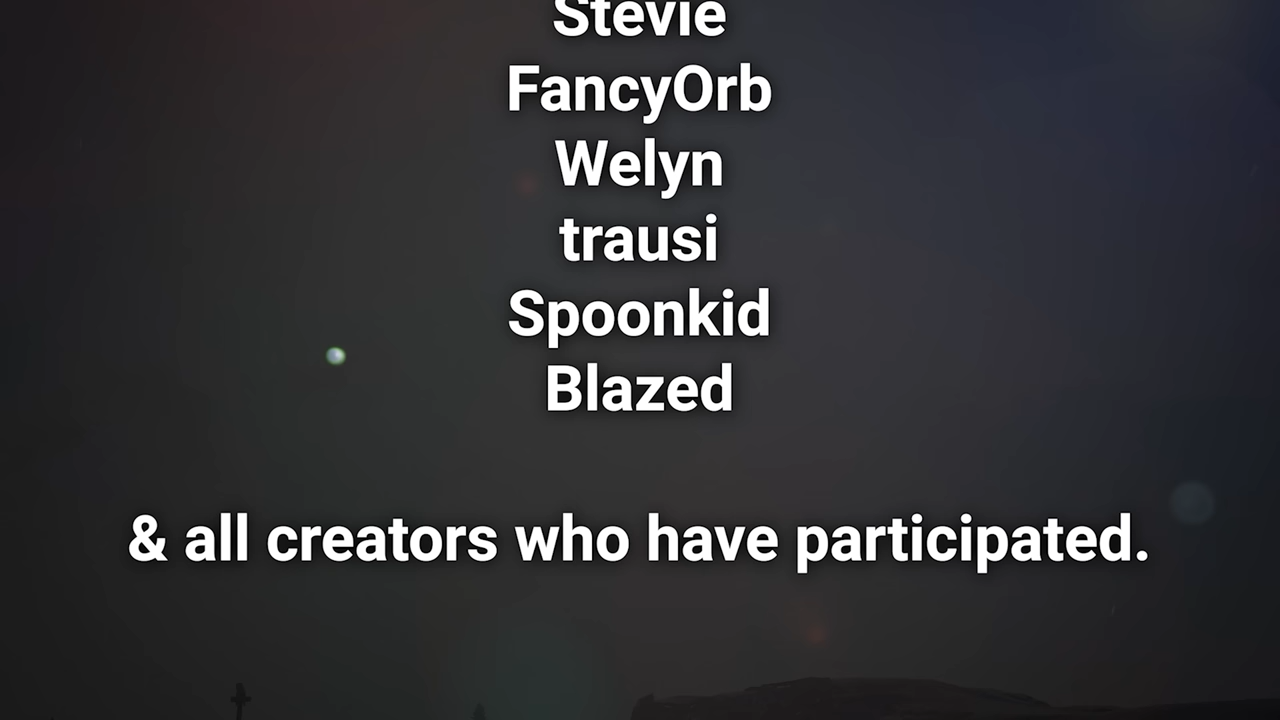 Stevie
FancyOrb
Welyn
trausi
Spoonkid
Blazed
& all creators who have participated.